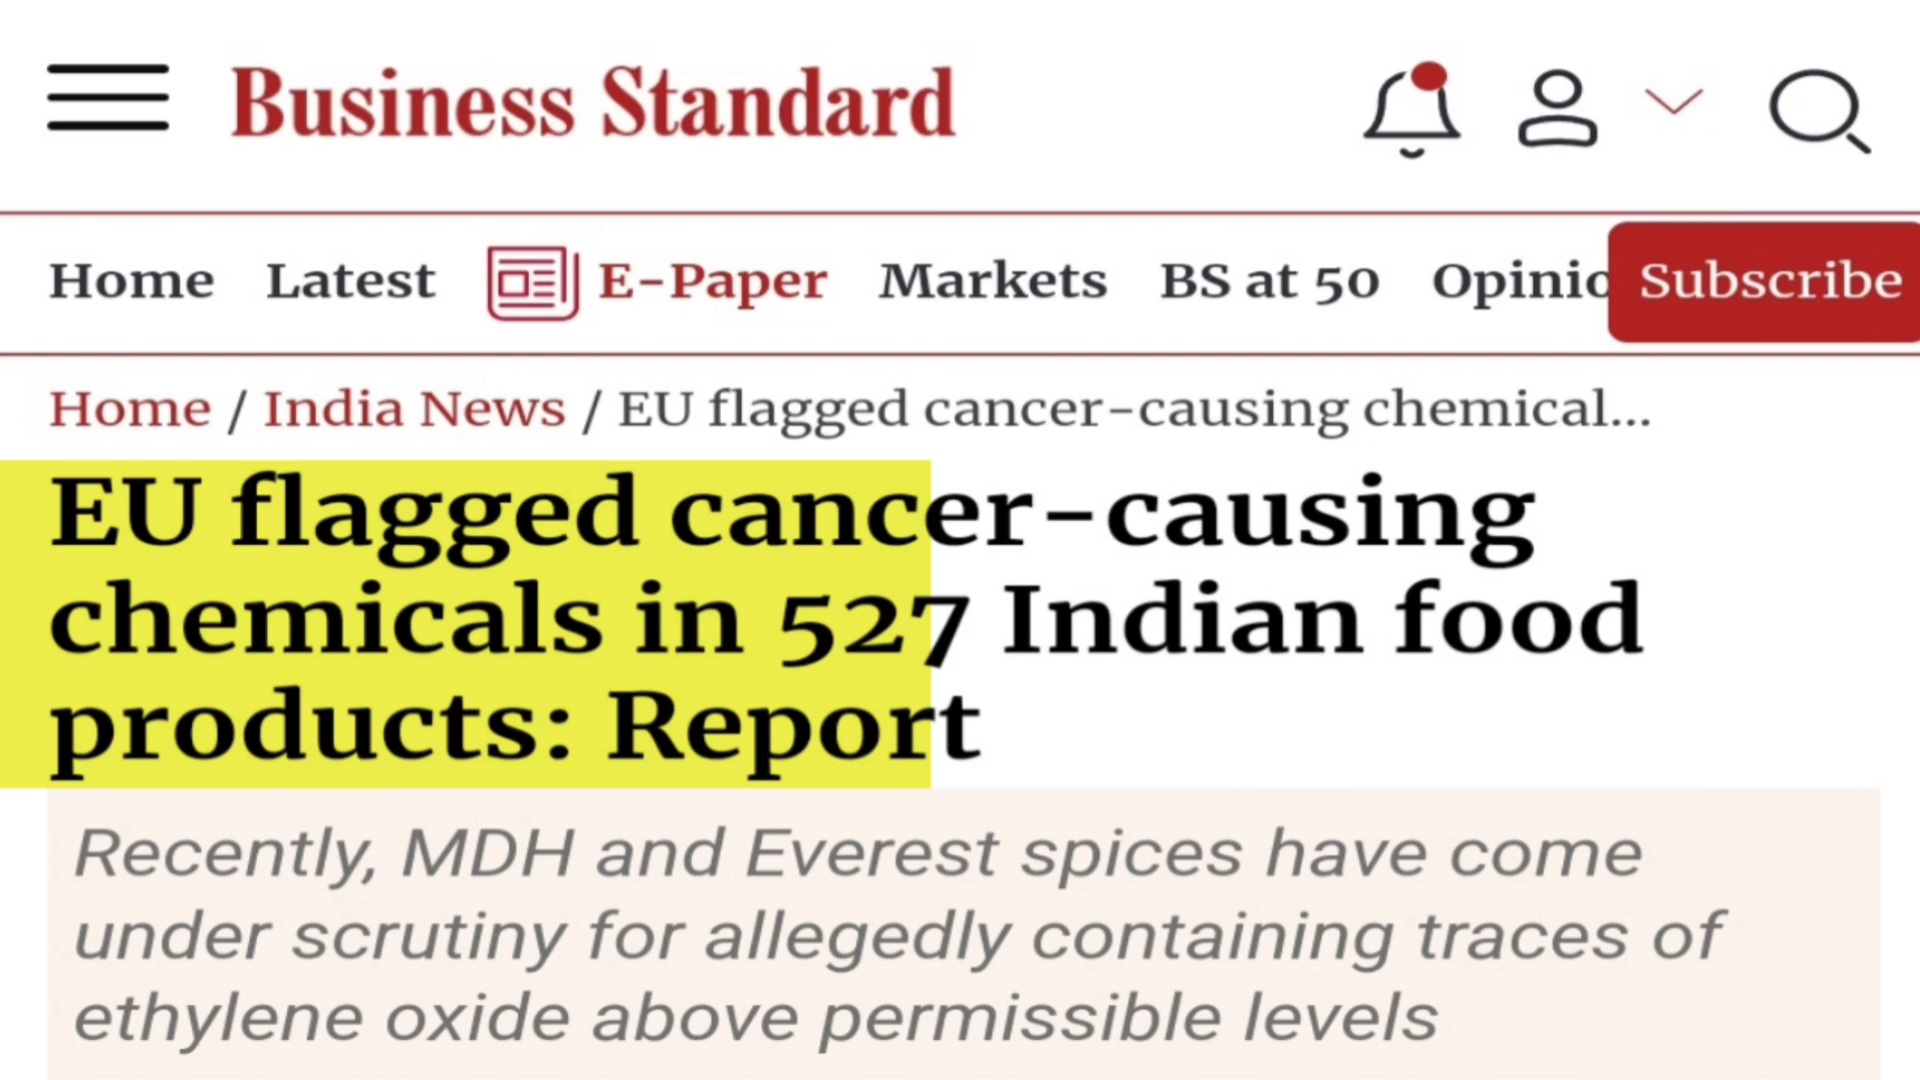 Business Standard
Home Latest E-Paper Markets BS at 50 Opinio Subscribe
Home / India News / EU flagged cancer-causing chemical...
EU flagged cancer-causing
chemicals in 527 Indian food
products: Report
Recently, MDH and Everest spices have come
under scrutiny for allegedly containing traces of
ethylene oxide above permissible levels